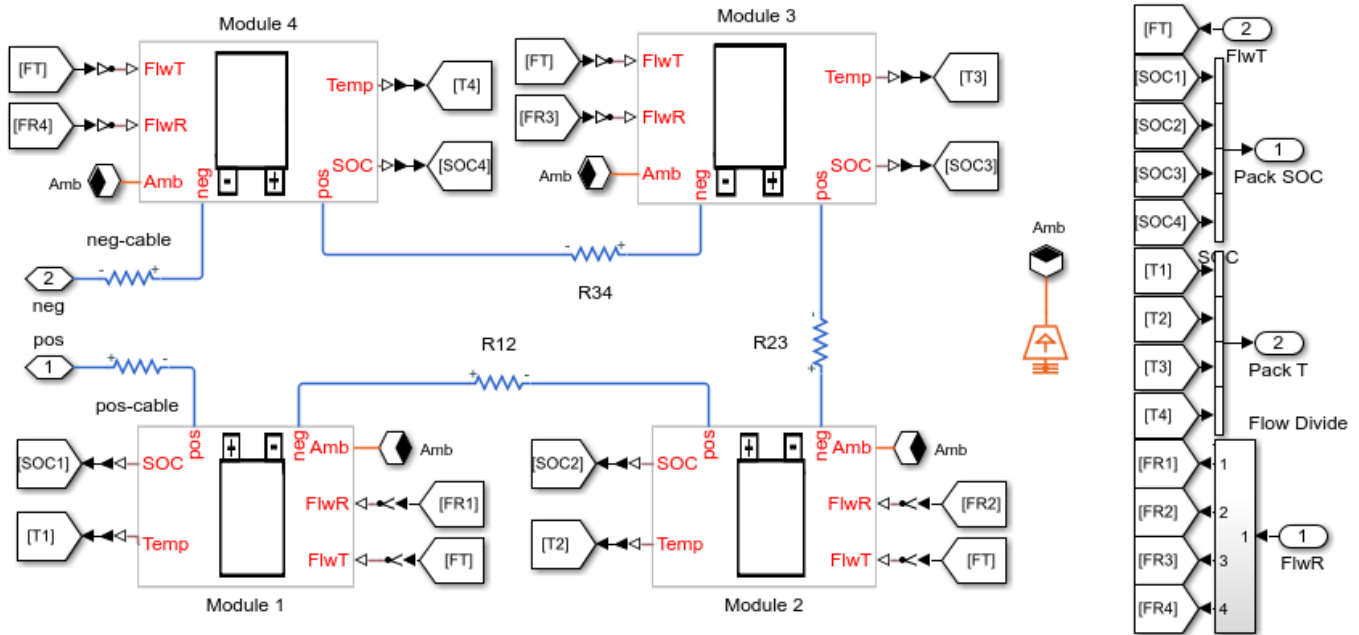 Module 4
[FT]
FlwT
Temp
[T4]
[FR4]
FlwR
Amb
Amb
SOC
[SOC4]
neg
-
+
pos
neg-cable
-
+
2
neg
Module 3
[FT]
FlwT
Temp
[T3]
[FR3]
FlwR
Amb
Amb
SOC
[SOC3]
neg
-
+
pos
-
+
R34
-
R23
+
pos
1
+
-
pos-cable
R12
+
-
pos
+
-
neg
Amb
Amb
[SOC1]
SOC
FlwR
[FR1]
[T1]
Temp
FlwT
[FT]
Module 1
pos
+
-
neg
Amb
Amb
[SOC2]
SOC
FlwR
[FR2]
[T2]
Temp
FlwT
[FT]
Module 2
Amb
[FT]
2
FlwT
[SOC1]
[SOC2]
[SOC3]
[SOC4]
1
Pack SOC
SOC
[T1]
[T2]
[T3]
[T4]
2
Pack T
Flow Divide
[FR1]
1
[FR2]
2
[FR3]
3
[FR4]
4
1
1
FlwR